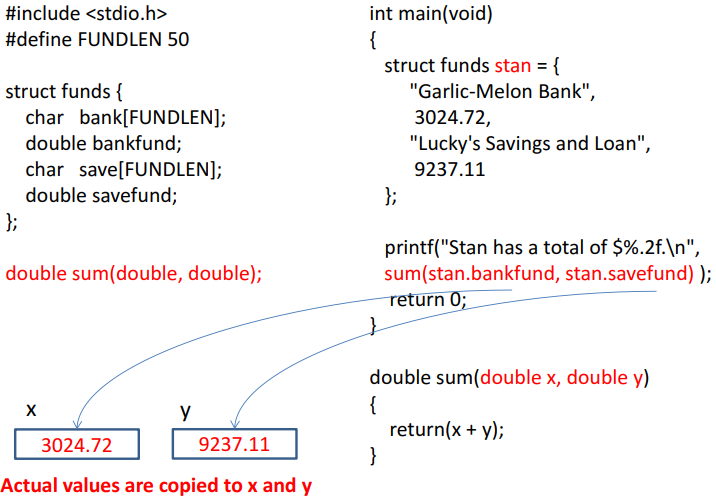 #include <stdio.h>
#define FUNDLEN 50
struct funds {
char bank[FUNDLEN];
double bankfund;
char save[FUNDLEN];
double savefund;
};
double sum(double, double);
int main(void)
{
struct funds stan = {
"Garlic-Melon Bank",
3024.72,
"Lucky's Savings and Loan",
9237.11
};
printf("Stan has a total of $%.2f.\n",
sum(stan.bankfund, stan.savefund) );
return 0;
}
double sum(double x, double y)
{
return(x + y);
}
x
y
3024.72
9237.11
Actual values are copied to x and y